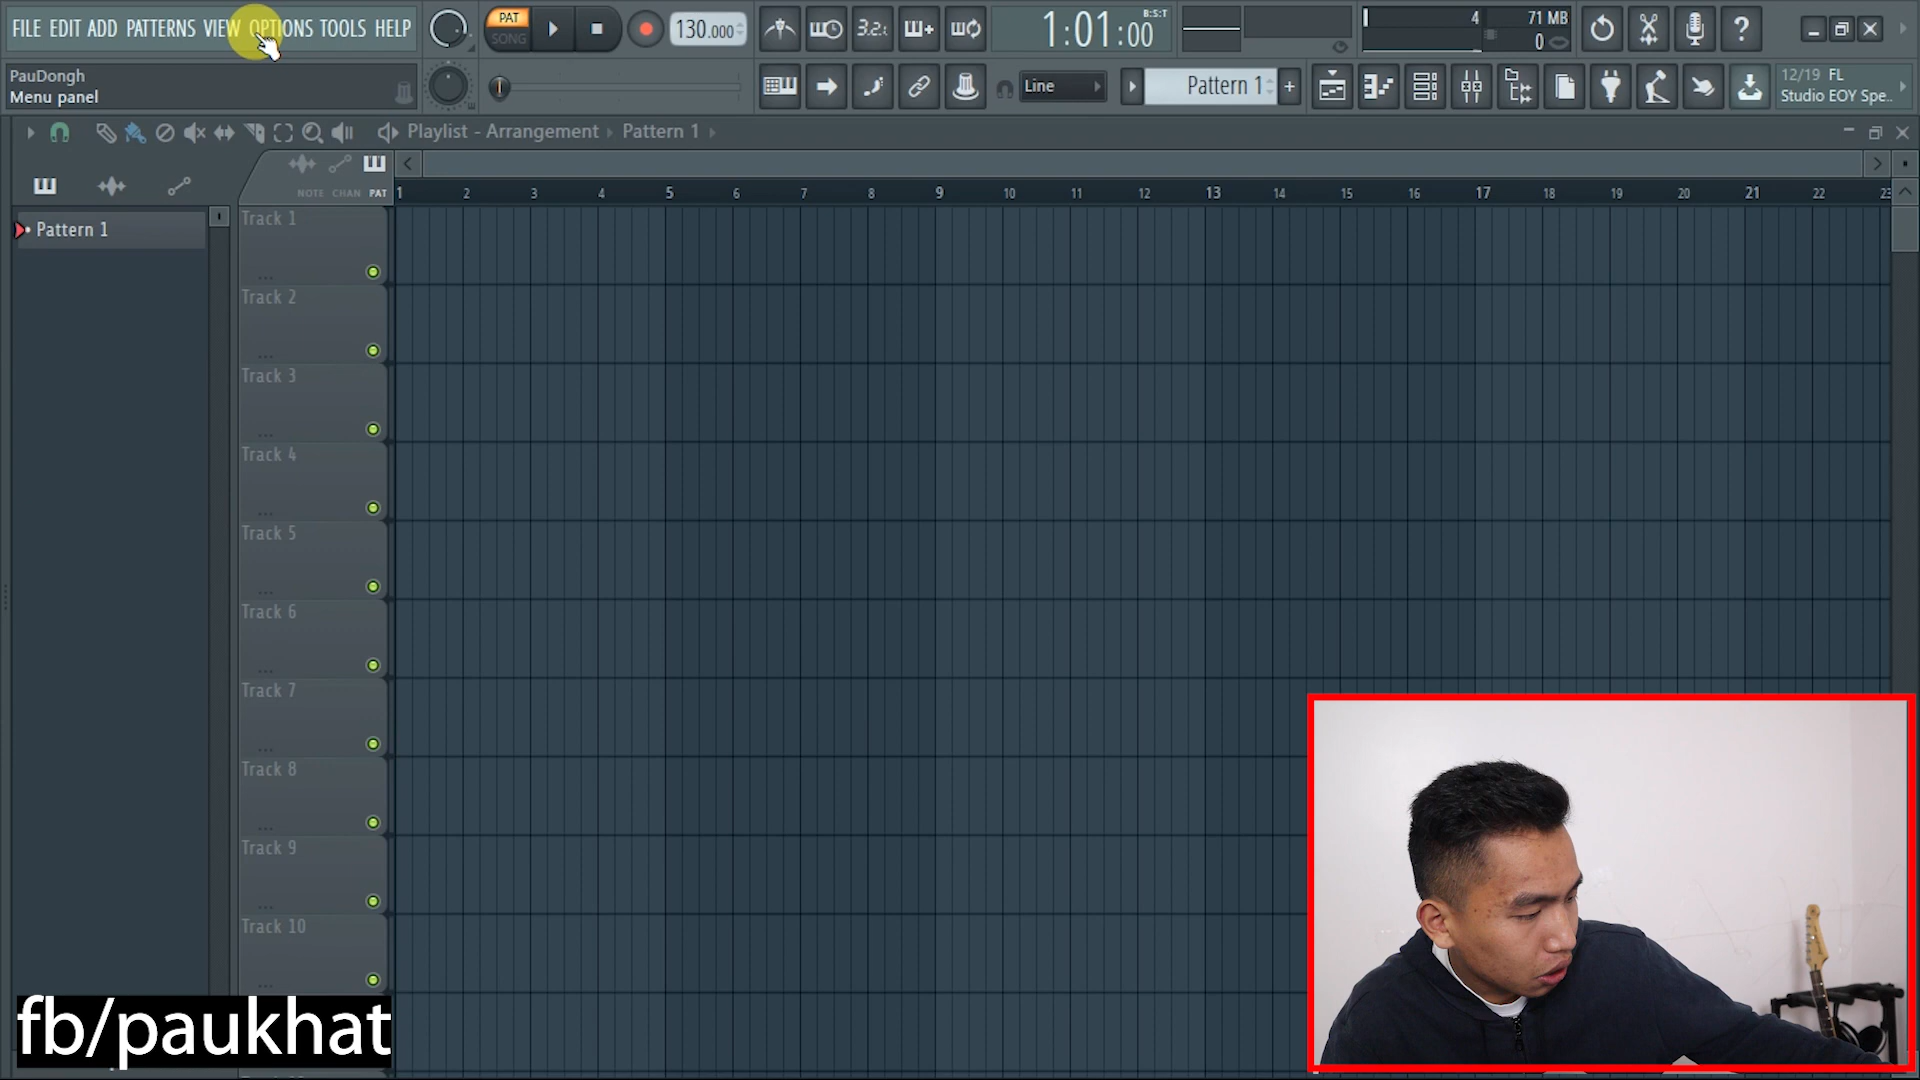 FILE EDIT ADD PATTERNS VIEW OPTIONS TOOLS HELP
PAT
SONG
130.000
3.2:
1:01:00
B:S:T
4
71 MB
0
PauDongh
Menu panel
Line
Pattern 1
12/19 FL
Studio EOY Spe..
Playlist - Arrangement
Pattern 1
NOTE CHAN PAT
1 2 3 4 5 6 7 8 9 10 11 12 13 14 15 16 17 18 19 20 21 22 23
Pattern 1
Track 1
Track 2
Track 3
Track 4
Track 5
Track 6
Track 7
Track 8
Track 9
Track 10
fb/paukhat